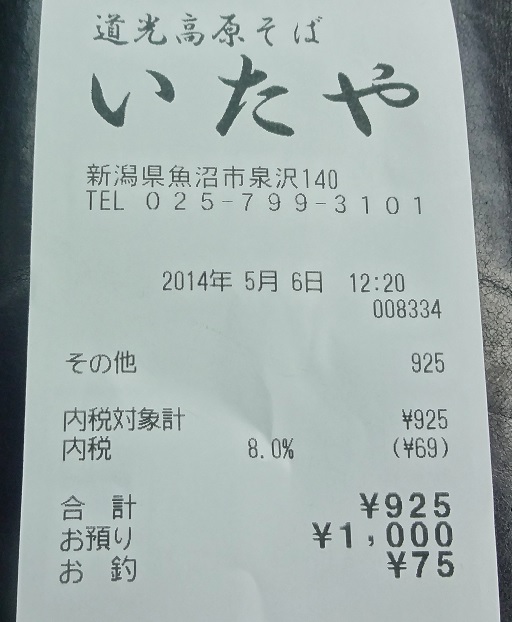 道光高原そば
いたや
新潟県魚沼市泉沢140
TEL ０２５-７９９-３１０１
2014年 5月 6日 12:20
008334
その他 925
内税対象計 ¥925
内税 8.0% (¥69)
合 計 ¥925
お預り ¥1,000
お 釣 ¥75